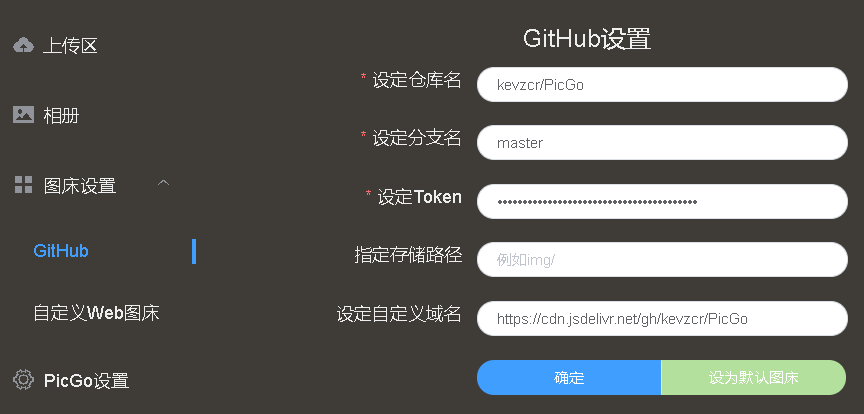 上传区
相册
图床设置
GitHub
自定义Web图床
PicGo设置
GitHub设置
* 设定仓库名 kevzcr/PicGo
* 设定分支名 master
* 设定Token ••••••••••••••••••••••••••••••••••••••••
指定存储路径 例如img/
设定自定义域名 https://cdn.jsdelivr.net/gh/kevzcr/PicGo
确定 设为默认图床